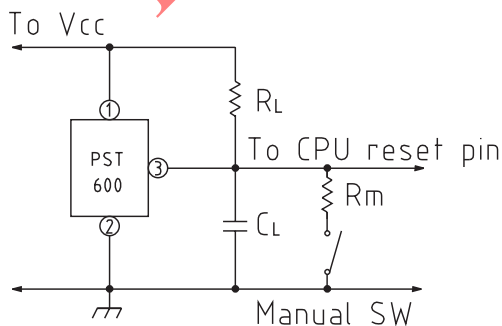 To Vcc
1
RL
To CPU reset pin
PST
600
3
Rm
2
CL
Manual SW